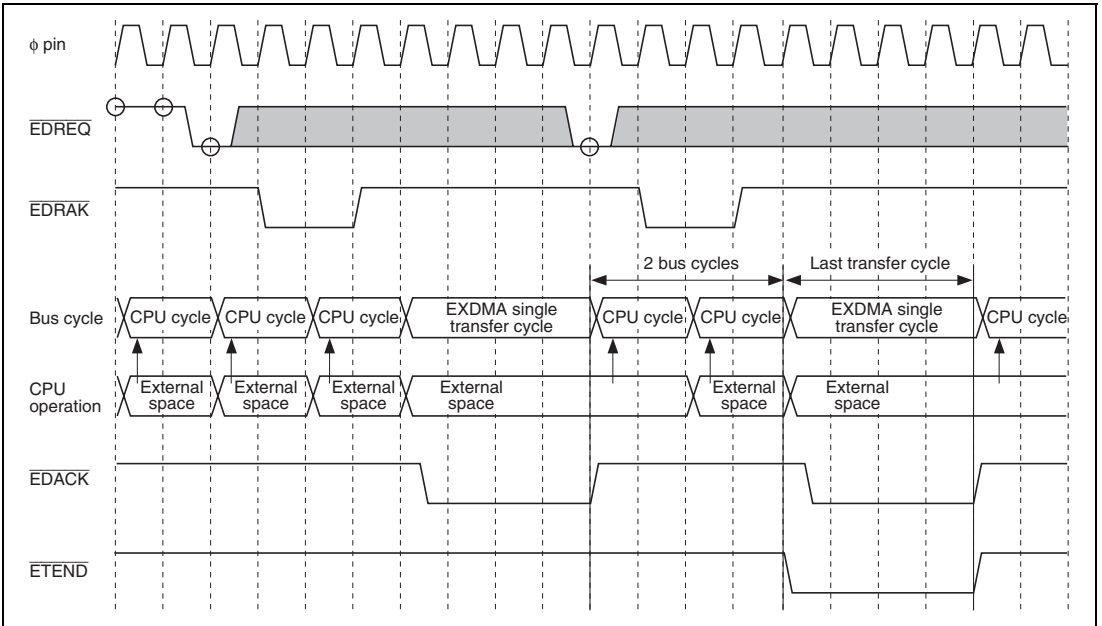 ϕ pin
EDREQ
EDRAK
2 bus cycles
Last transfer cycle
Bus cycle
CPU cycle
CPU cycle
CPU cycle
EXDMA single
transfer cycle
CPU cycle
CPU cycle
EXDMA single
transfer cycle
CPU cycle
CPU
operation
External
space
External
space
External
space
External
space
External
space
External
space
EDACK
ETEND